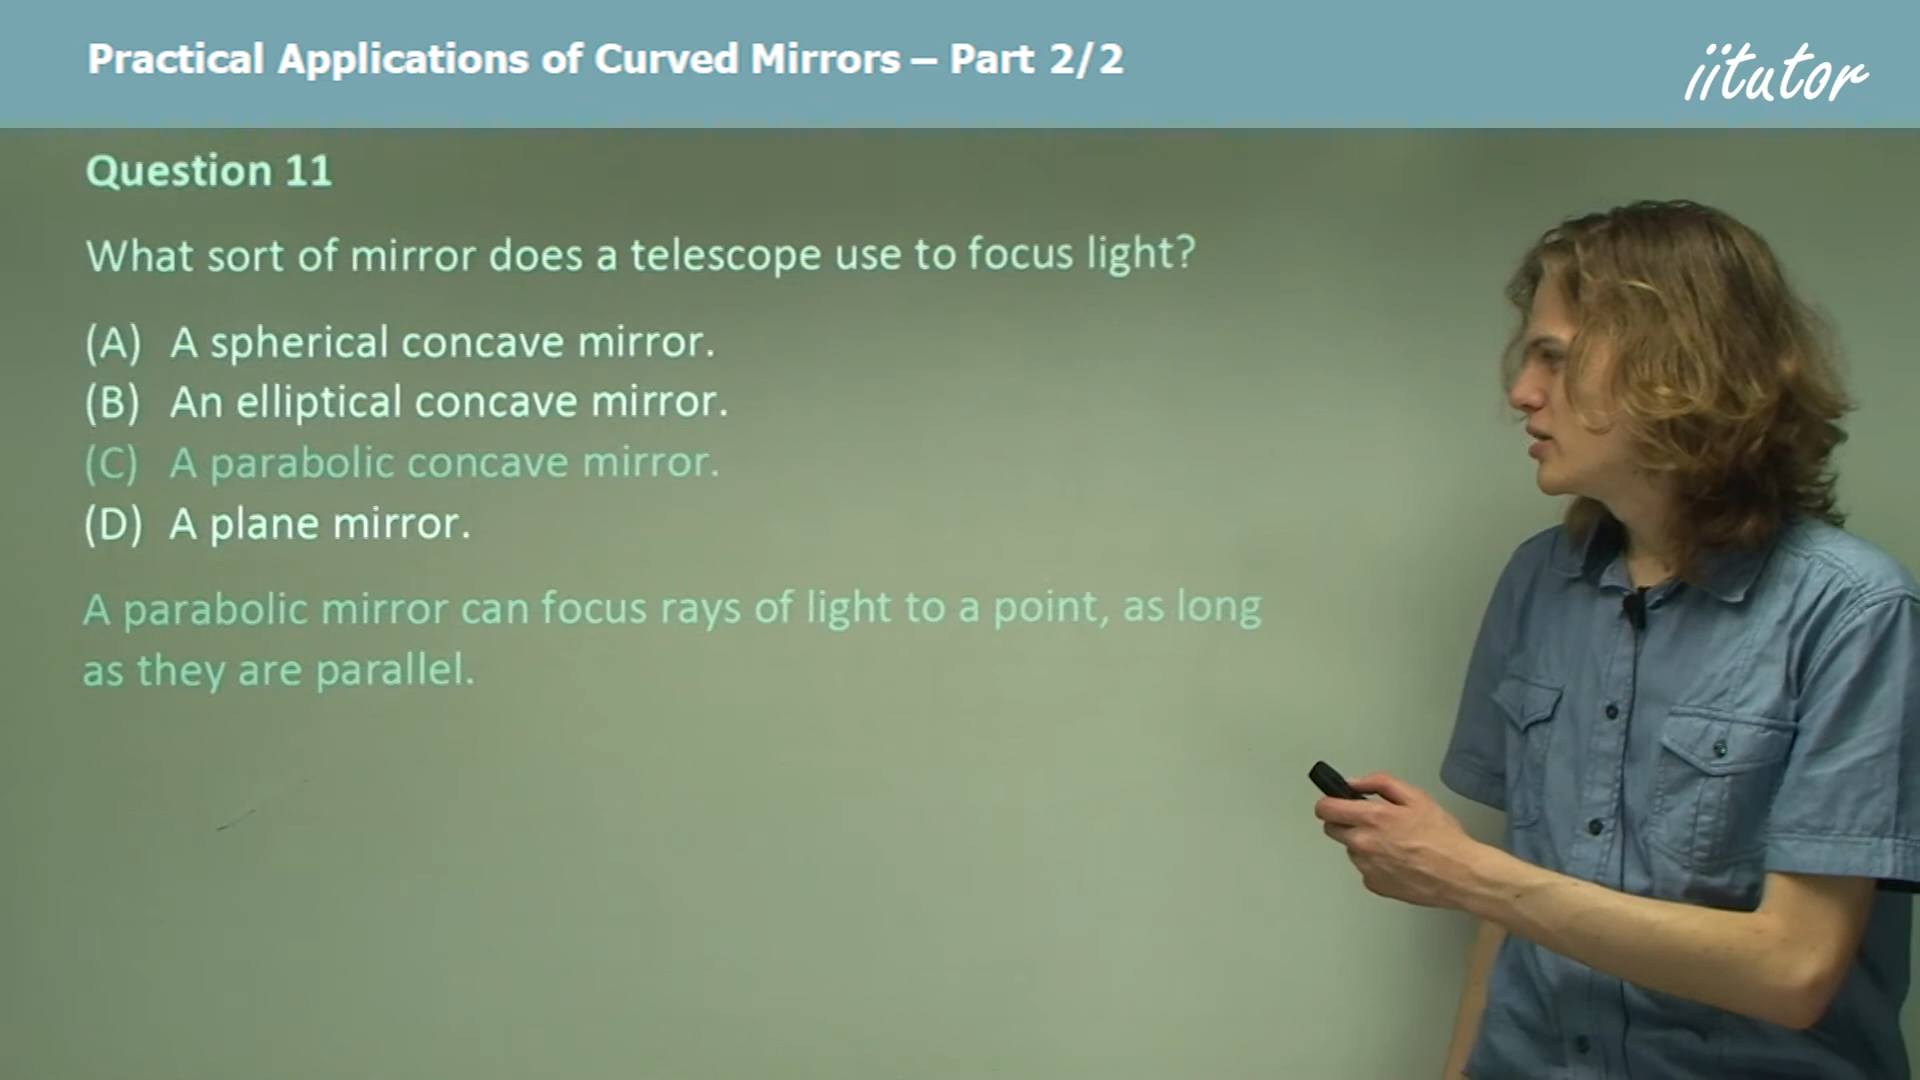 Practical Applications of Curved Mirrors – Part 2/2
iitutor
Question 11
What sort of mirror does a telescope use to focus light?
(A) A spherical concave mirror.
(B) An elliptical concave mirror.
(C) A parabolic concave mirror.
(D) A plane mirror.
A parabolic mirror can focus rays of light to a point, as long
as they are parallel.